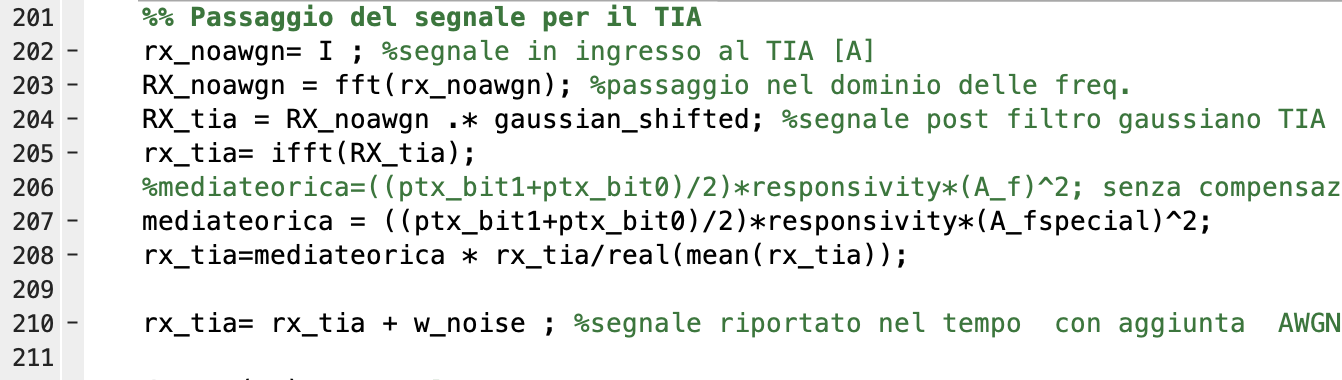 201 %% Passaggio del segnale per il TIA
202 - rx_noawgn= I ; %segnale in ingresso al TIA [A]
203 - RX_noawgn = fft(rx_noawgn); %passaggio nel dominio delle freq.
204 - RX_tia = RX_noawgn .* gaussian_shifted; %segnale post filtro gaussiano TIA
205 - rx_tia= ifft(RX_tia);
206 %mediateorica=((ptx_bit1+ptx_bit0)/2)*responsivity*(A_f)^2; senza compensaz
207 - mediateorica = ((ptx_bit1+ptx_bit0)/2)*responsivity*(A_fspecial)^2;
208 - rx_tia=mediateorica * rx_tia/real(mean(rx_tia));
209
210 - rx_tia= rx_tia + w_noise ; %segnale riportato nel tempo  con aggiunta  AWGN
211